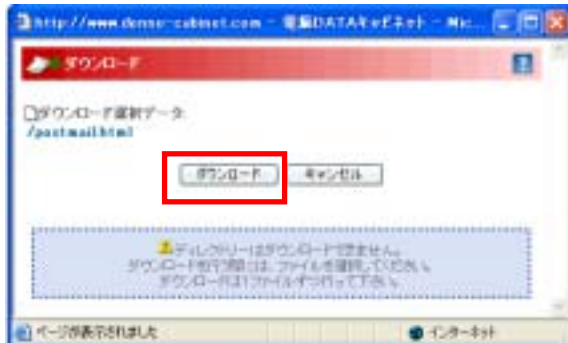 http://www.denno-cabinet.com - 電脳DATAキャビネット - Mic...
ダウンロード
ダウンロード選択データ:
/postmail.html
ダウンロード キャンセル
ディレクトリーはダウンロードできません。
ダウンロードを行う際には、ファイルを選択してください。
ダウンロードは1ファイルずつ行って下さい。
ページが表示されました インターネット